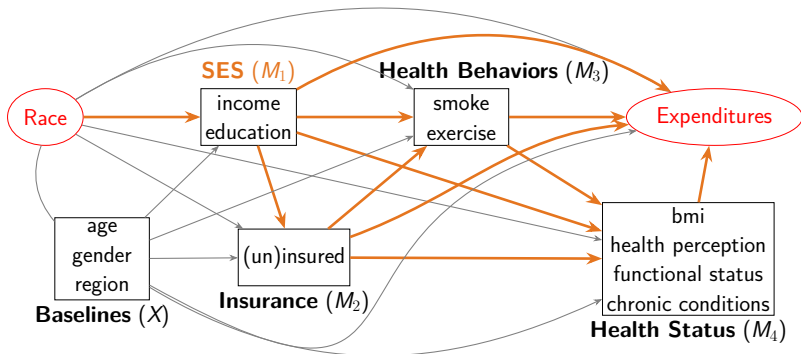 SES (M₁)
Health Behaviors (M₃)
Race
income
education
smoke
exercise
Expenditures
age
gender
region
Baselines (X)
(un)insured
Insurance (M₂)
bmi
health perception
functional status
chronic conditions
Health Status (M₄)